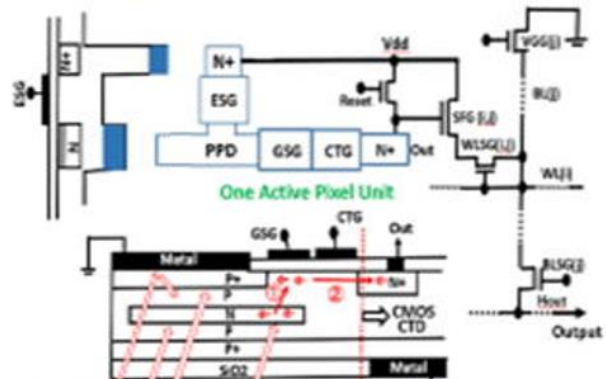 VGG(j)
N+
Vdd
N+
ESG
ESG
BL(j)
Reset
SFG (i,j)
WLSG(i,j)
PPD
GSG
CTG
N+
Out
N
WL(i)
One Active Pixel Unit
CTG
GSG
Out
BLSG(j)
Metal
P+
N+
①
②
P
Hout
N
CMOS
CTD
Output
P
P+
SiO2
Metal